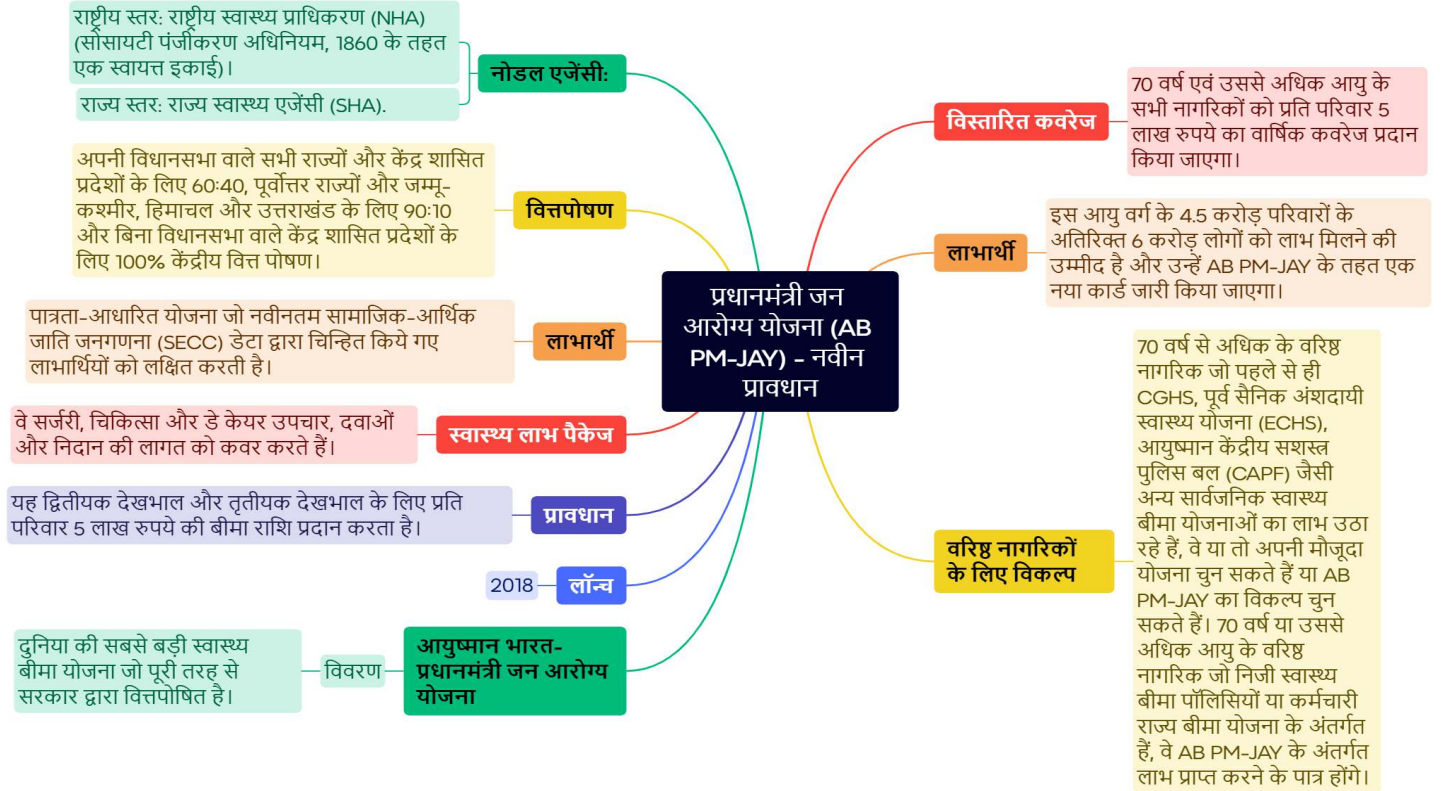 राष्ट्रीय स्तर: राष्ट्रीय स्वास्थ्य प्राधिकरण (NHA)
(सोसायटी पंजीकरण अधिनियम, 1860 के तहत
एक स्वायत्त इकाई)।
राज्य स्तर: राज्य स्वास्थ्य एजेंसी (SHA).
नोडल एजेंसी:
अपनी विधानसभा वाले सभी राज्यों और केंद्र शासित
प्रदेशों के लिए 60:40, पूर्वोत्तर राज्यों और जम्मू-
कश्मीर, हिमाचल और उत्तराखंड के लिए 90:10
और बिना विधानसभा वाले केंद्र शासित प्रदेशों के
लिए 100% केंद्रीय वित्त पोषण।
वित्तपोषण
पात्रता-आधारित योजना जो नवीनतम सामाजिक-आर्थिक
जाति जनगणना (SECC) डेटा द्वारा चिन्हित किये गए
लाभार्थियों को लक्षित करती है।
लाभार्थी
वे सर्जरी, चिकित्सा और डे केयर उपचार, दवाओं
और निदान की लागत को कवर करते हैं।
स्वास्थ्य लाभ पैकेज
यह द्वितीयक देखभाल और तृतीयक देखभाल के लिए प्रति
परिवार 5 लाख रुपये की बीमा राशि प्रदान करता है।
प्रावधान
2018
लॉन्च
दुनिया की सबसे बड़ी स्वास्थ्य
बीमा योजना जो पूरी तरह से
सरकार द्वारा वित्तपोषित है।
विवरण
आयुष्मान भारत-
प्रधानमंत्री जन आरोग्य
योजना
प्रधानमंत्री जन
आरोग्य योजना (AB
PM-JAY) - नवीन
प्रावधान
विस्तारित कवरेज
70 वर्ष एवं उससे अधिक आयु के
सभी नागरिकों को प्रति परिवार 5
लाख रुपये का वार्षिक कवरेज प्रदान
किया जाएगा।
लाभार्थी
इस आयु वर्ग के 4.5 करोड़ परिवारों के
अतिरिक्त 6 करोड़ लोगों को लाभ मिलने की
उम्मीद है और उन्हें AB PM-JAY के तहत एक
नया कार्ड जारी किया जाएगा।
वरिष्ठ नागरिकों
के लिए विकल्प
70 वर्ष से अधिक के वरिष्ठ
नागरिक जो पहले से ही
CGHS, पूर्व सैनिक अंशदायी
स्वास्थ्य योजना (ECHS),
आयुष्मान केंद्रीय सशस्त्र
पुलिस बल (CAPF) जैसी
अन्य सार्वजनिक स्वास्थ्य
बीमा योजनाओं का लाभ उठा
रहे हैं, वे या तो अपनी मौजूदा
योजना चुन सकते हैं या AB
PM-JAY का विकल्प चुन
सकते हैं। 70 वर्ष या उससे
अधिक आयु के वरिष्ठ
नागरिक जो निजी स्वास्थ्य
बीमा पॉलिसियों या कर्मचारी
राज्य बीमा योजना के अंतर्गत
हैं, वे AB PM-JAY के अंतर्गत
लाभ प्राप्त करने के पात्र होंगे।